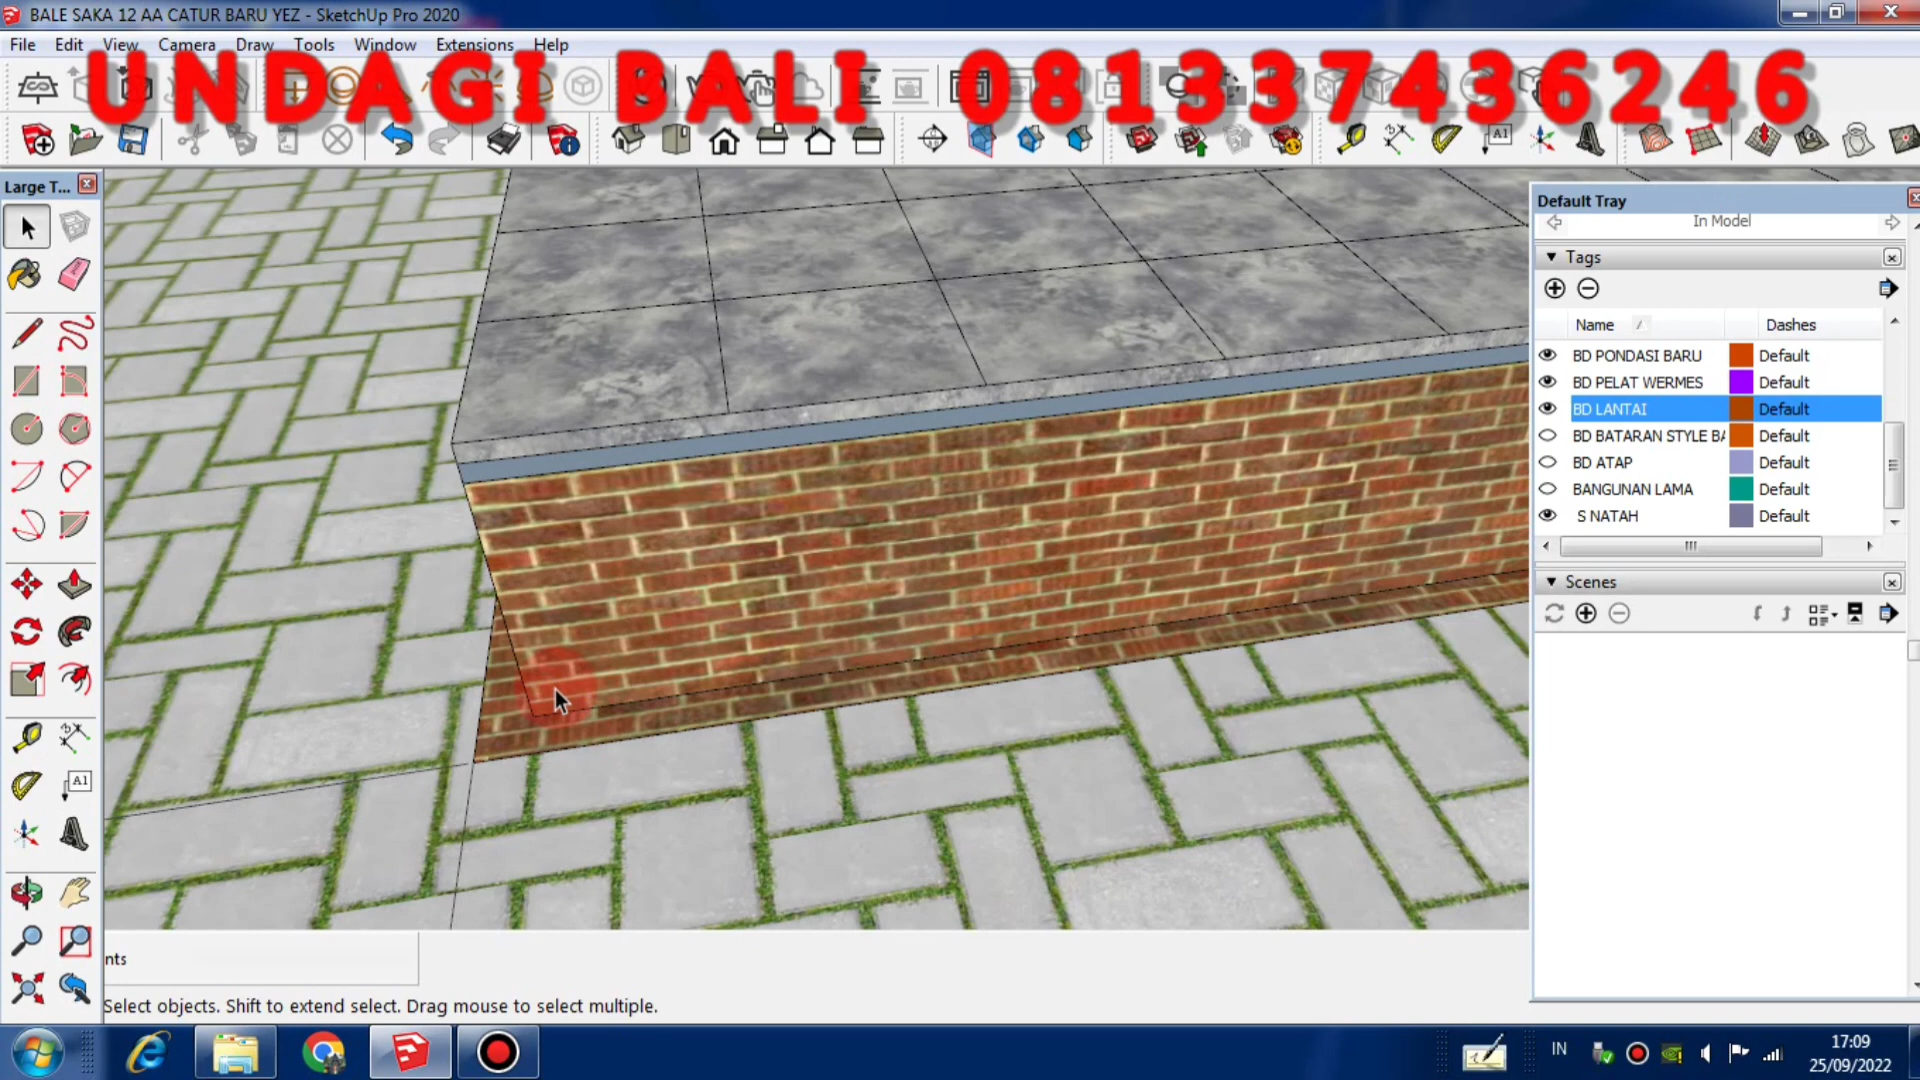 BALE SAKA 12 AA CATUR BARU YEZ - SketchUp Pro 2020
File Edit View Camera Draw Tools Window Extensions Help
UNDAGI BALI 081337436246
A1
Large T...
Default Tray
In Model
Tags
Name Dashes
BD PONDASI BARU Default
BD PELAT WERMES Default
BD LANTAI Default
BD BATARAN STYLE BA Default
BD ATAP Default
BANGUNAN LAMA Default
S NATAH Default
Scenes
A1
nts
Select objects. Shift to extend select. Drag mouse to select multiple.
IN
17:09
25/09/2022